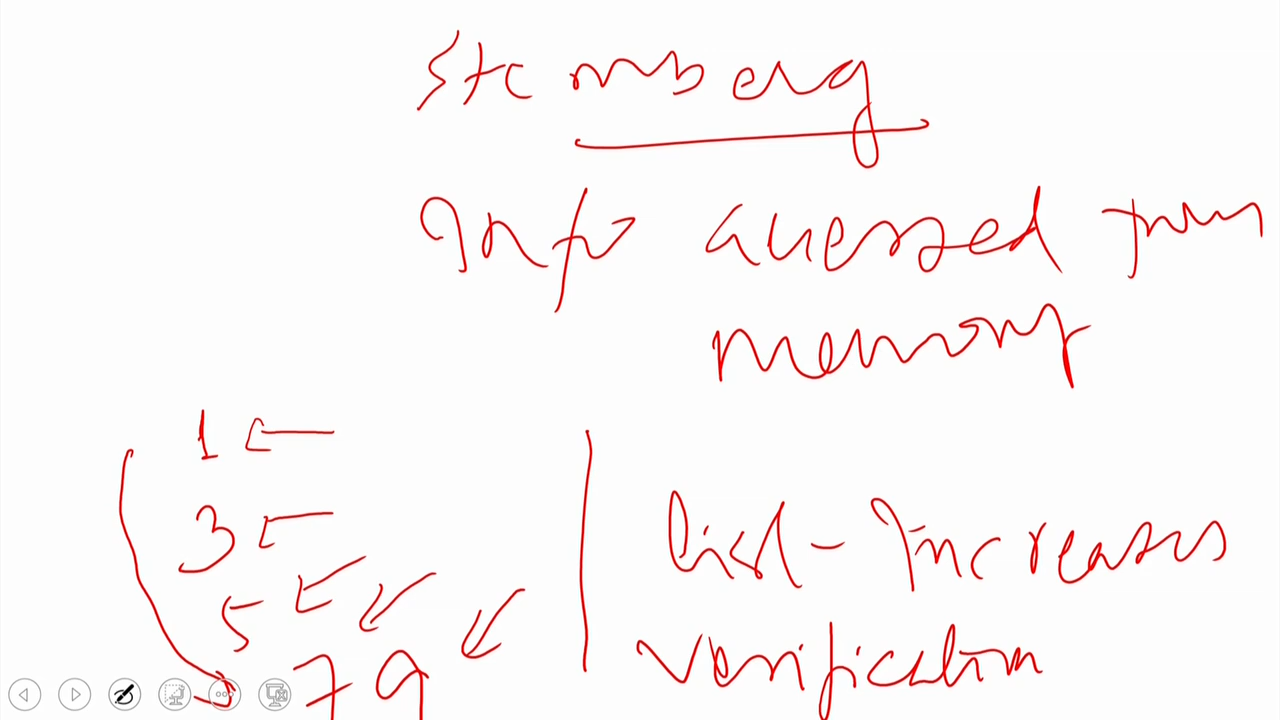 Sternberg
Info accessed from
memory
1
3
5
7 9
list - Increases
verification